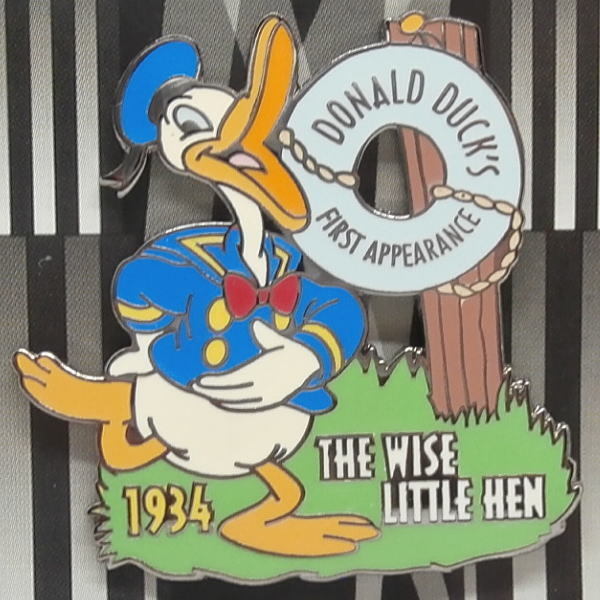 DONALD DUCK'S
FIRST APPEARANCE
THE WISE
LITTLE HEN
1934